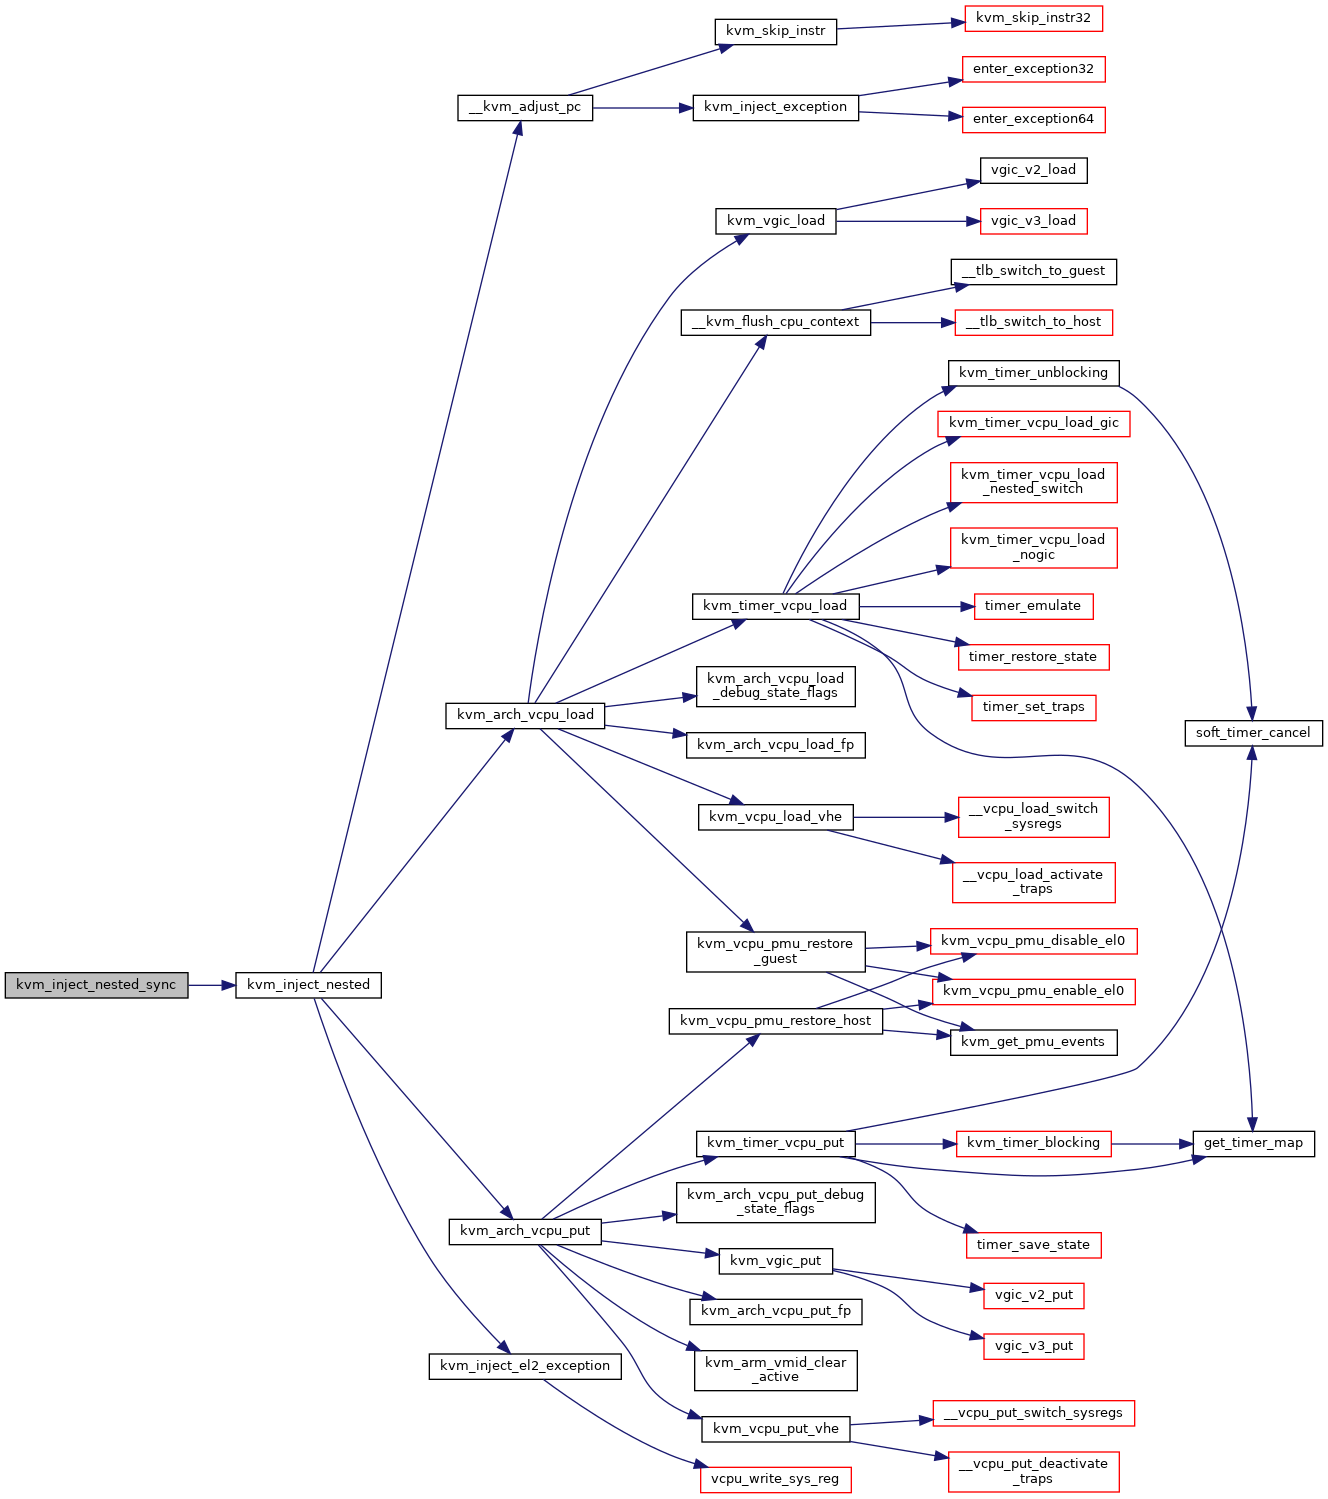 kvm_skip_instr32
kvm_skip_instr
enter_exception32
__kvm_adjust_pc
kvm_inject_exception
enter_exception64
vgic_v2_load
kvm_vgic_load
vgic_v3_load
__tlb_switch_to_guest
__kvm_flush_cpu_context
__tlb_switch_to_host
kvm_timer_unblocking
kvm_timer_vcpu_load_gic
kvm_timer_vcpu_load
_nested_switch
kvm_timer_vcpu_load
_nogic
kvm_timer_vcpu_load
timer_emulate
timer_restore_state
kvm_arch_vcpu_load
_debug_state_flags
timer_set_traps
kvm_arch_vcpu_load
soft_timer_cancel
kvm_arch_vcpu_load_fp
kvm_vcpu_load_vhe
__vcpu_load_switch
_sysregs
__vcpu_load_activate
_traps
kvm_vcpu_pmu_restore
_guest
kvm_vcpu_pmu_disable_el0
kvm_inject_nested_sync
kvm_inject_nested
kvm_vcpu_pmu_enable_el0
kvm_vcpu_pmu_restore_host
kvm_get_pmu_events
kvm_timer_vcpu_put
kvm_timer_blocking
get_timer_map
kvm_arch_vcpu_put_debug
_state_flags
kvm_arch_vcpu_put
timer_save_state
kvm_vgic_put
vgic_v2_put
kvm_arch_vcpu_put_fp
vgic_v3_put
kvm_inject_el2_exception
kvm_arm_vmid_clear
_active
__vcpu_put_switch_sysregs
kvm_vcpu_put_vhe
__vcpu_put_deactivate
_traps
vcpu_write_sys_reg